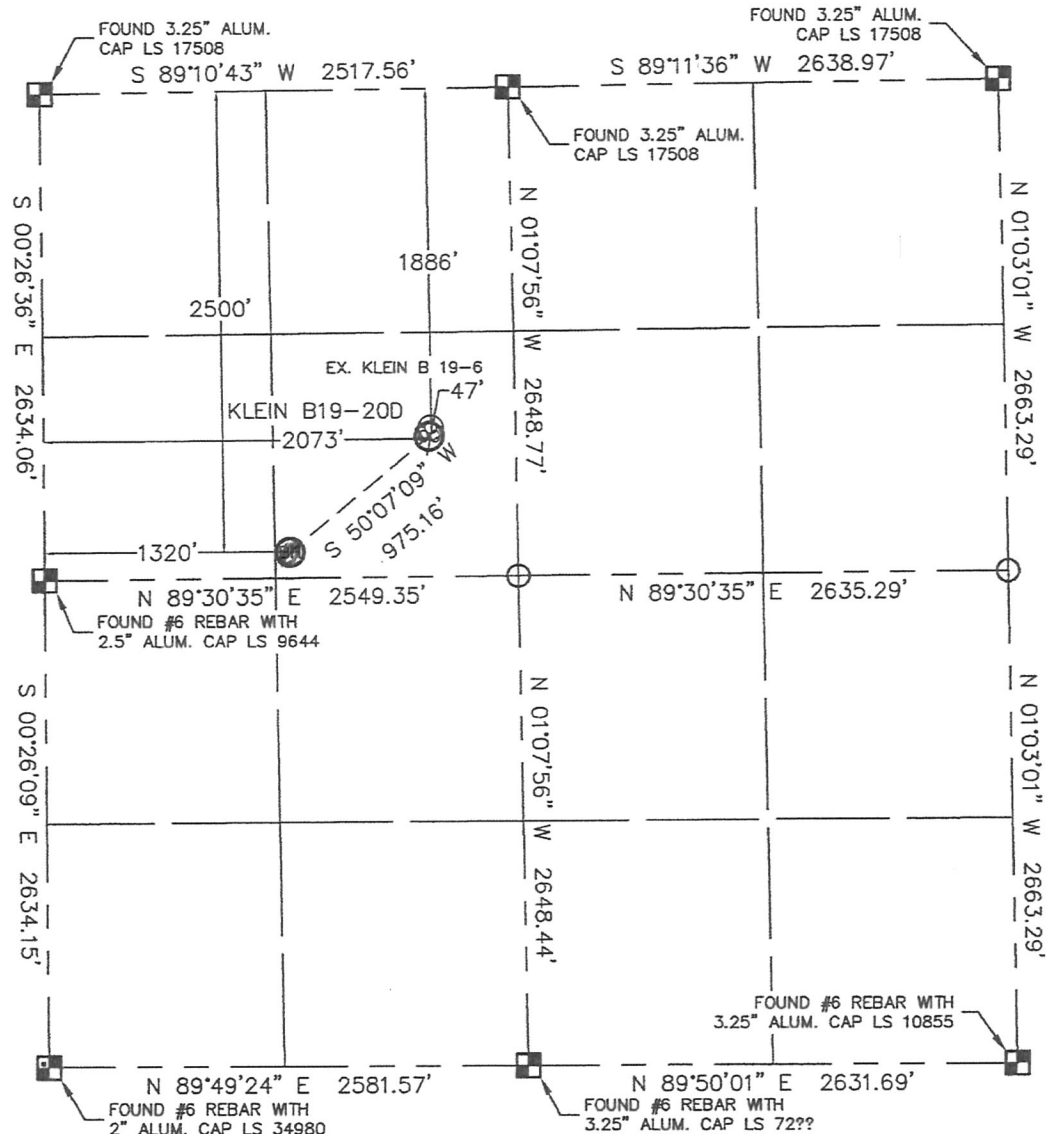 FOUND 3.25" ALUM.
CAP LS 17508
FOUND 3.25" ALUM.
CAP LS 17508
S 89°10'43" W 2517.56'
S 89°11'36" W 2638.97'
FOUND 3.25" ALUM.
CAP LS 17508
S 00°26'36" E 2634.06'
N 01°07'56" W 2648.77'
N 01°03'01" W 2663.29'
1886'
2500'
EX. KLEIN B 19-6
47'
KLEIN B19-20D
2073'
S 50°07'09" W
975.16'
1320'
N 89°30'35" E 2549.35'
N 89°30'35" E 2635.29'
FOUND #6 REBAR WITH
2.5" ALUM. CAP LS 9644
S 00°26'09" E 2634.15'
N 01°07'56" W 2648.44'
N 01°03'01" W 2663.29'
FOUND #6 REBAR WITH
3.25" ALUM. CAP LS 10855
N 89°49'24" E 2581.57'
N 89°50'01" E 2631.69'
FOUND #6 REBAR WITH
2" ALUM. CAP LS 34980
FOUND #6 REBAR WITH
3.25" ALUM. CAP LS 72??